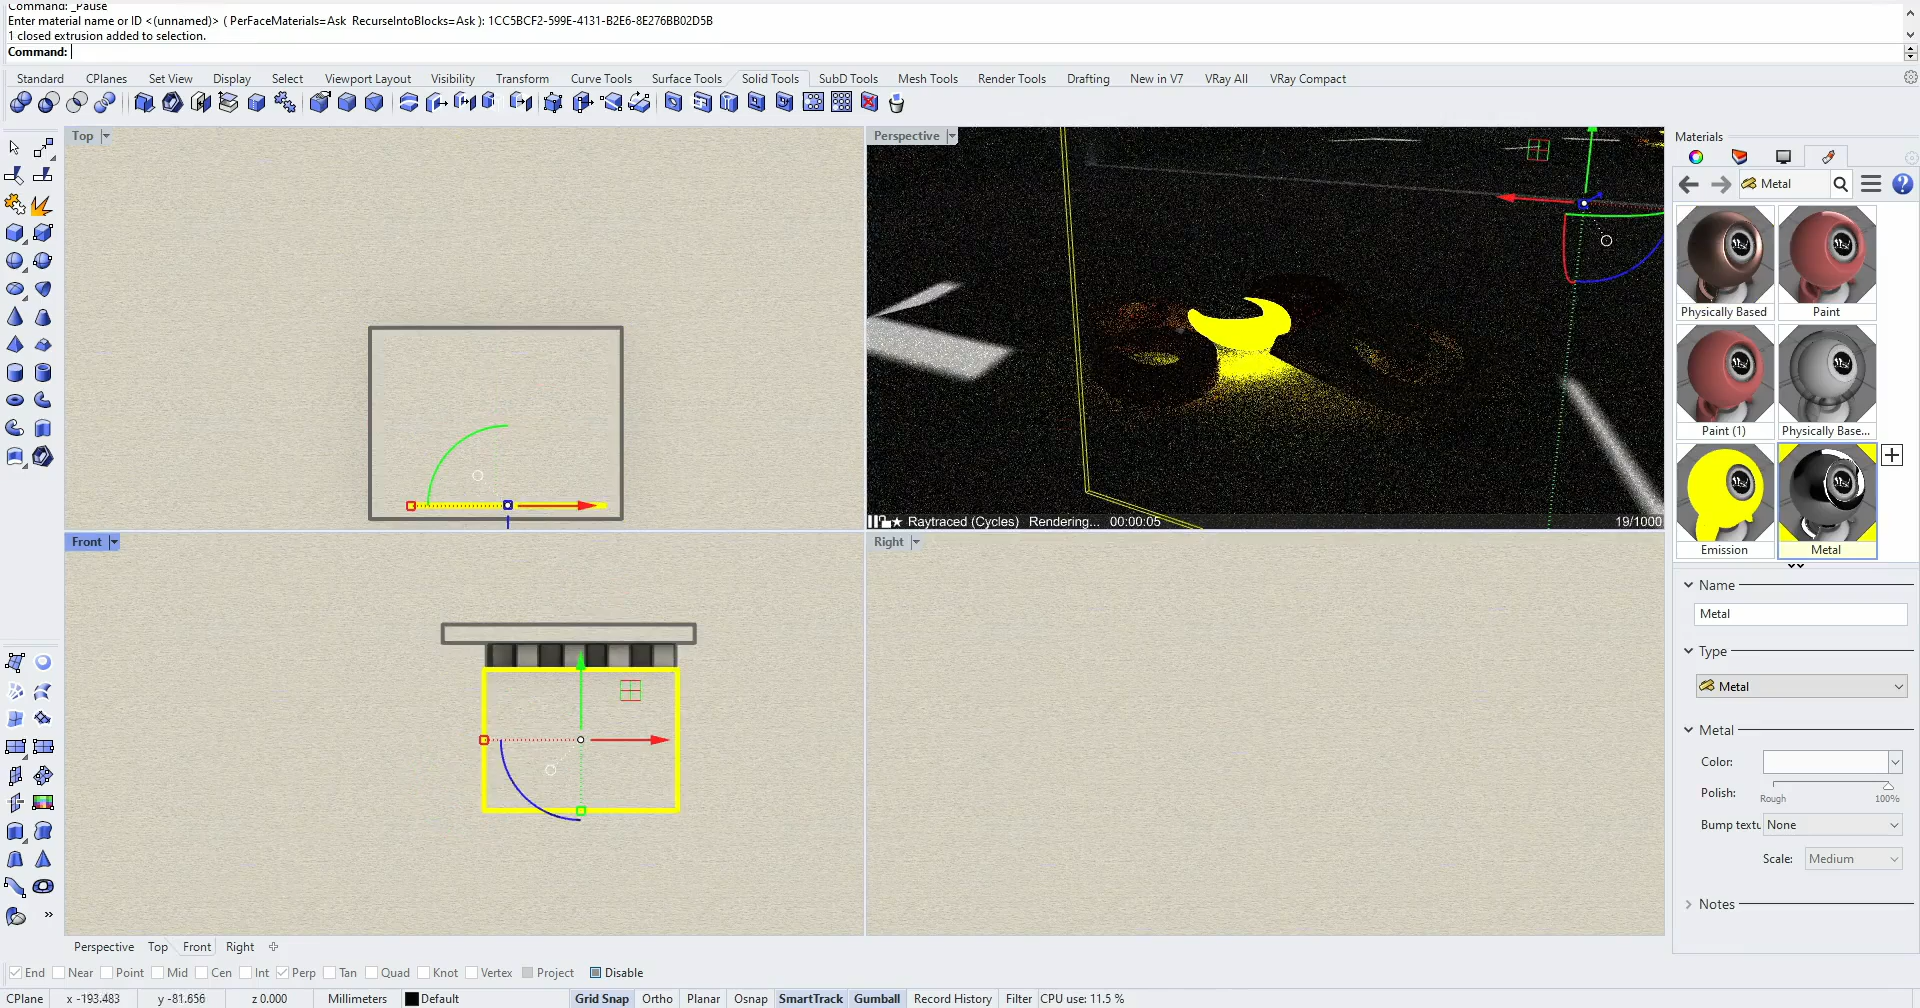 Command: _Pause
Enter material name or ID <(unnamed)> ( PerFaceMaterials=Ask  RecurseIntoBlocks=Ask ): 1CC5BCF2-599E-4131-B2E6-8E276BB02D5B
1 closed extrusion added to selection.
Command:
Standard CPlanes Set View Display Select Viewport Layout Visibility Transform Curve Tools Surface Tools Solid Tools SubD Tools Mesh Tools Render Tools Drafting New in V7 VRay All VRay Compact
Top
Perspective
Materials
Metal
Physically Based
Paint
Paint (1)
Physically Base...
Raytraced (Cycles) Rendering... 00:00:05 19/1000
Emission
Metal
Front
Right
Name
Metal
Type
Metal
Metal
Color:
Polish:
Rough 100%
Bump textu None
Scale: Medium
Notes
Perspective Top Front Right
End Near Point Mid Cen Int Perp Tan Quad Knot Vertex Project Disable
CPlane x -193.483 y -81.656 z 0.000 Millimeters Default Grid Snap Ortho Planar Osnap SmartTrack Gumball Record History Filter CPU use: 11.5 %